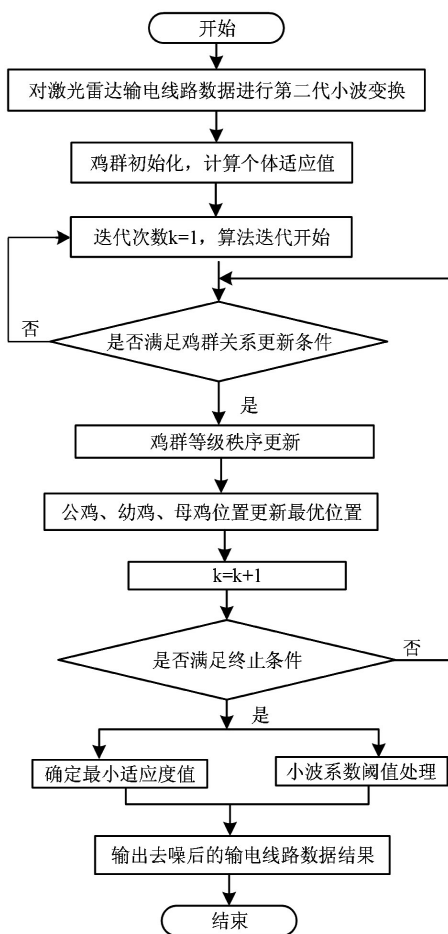 开始
对激光雷达输电线路数据进行第二代小波变换
鸡群初始化，计算个体适应值
迭代次数k=1，算法迭代开始
否
是否满足鸡群关系更新条件
是
鸡群等级秩序更新
公鸡、幼鸡、母鸡位置更新最优位置
k=k+1
否
是否满足终止条件
是
确定最小适应度值
小波系数阈值处理
输出去噪后的输电线路数据结果
结束